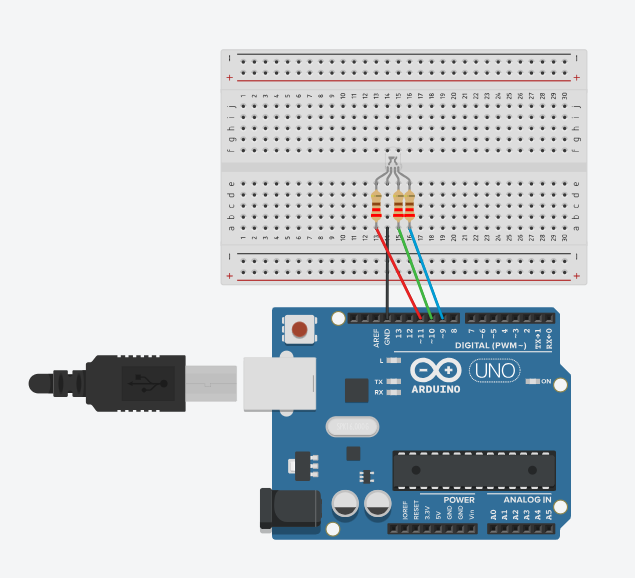 − −
+ +
1 2 3 4 5 6 7 8 9 10 11 12 13 14 15 16 17 18 19 20 21 22 23 24 25 26 27 28 29 30
j j
i i
h h
g g
f f
e e
d d
c c
b b
a a
1 2 3 4 5 6 7 8 9 10 11 12 13 14 15 16 17 18 19 20 21 22 23 24 25 26 27 28 29 30
− −
+ +
AREF GND 13 12 ~11 ~10 ~9 8 7 ~6 ~5 4 ~3 2 TX→1 RX←0
DIGITAL (PWM~)
L
TX
RX
ARDUINO
UNO
ON
POWER
ANALOG IN
IOREF RESET 3.3V 5V GND GND Vin A0 A1 A2 A3 A4 A5